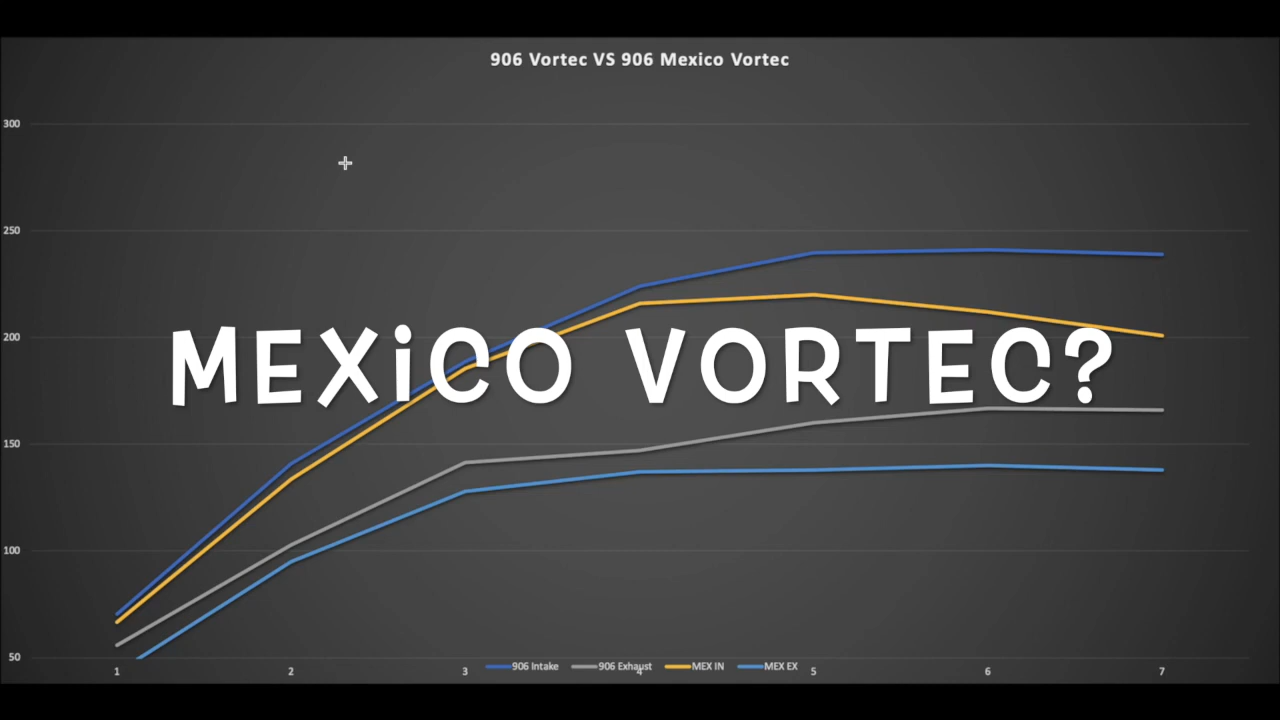 906 Vortec VS 906 Mexico Vortec
300
250
200
150
100
50
MEXiCO VORTEC?
1 2 3 4 5 6 7
906 Intake 906 Exhaust MEX IN MEX EX